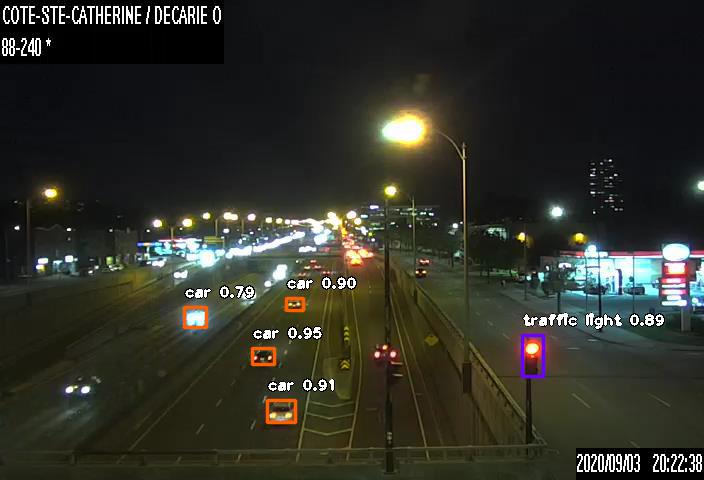 COTE-STE-CATHERINE / DECARIE O
88-240 *
car 0.79
car 0.90
car 0.95
car 0.91
traffic light 0.89
2020/09/03 20:22:38